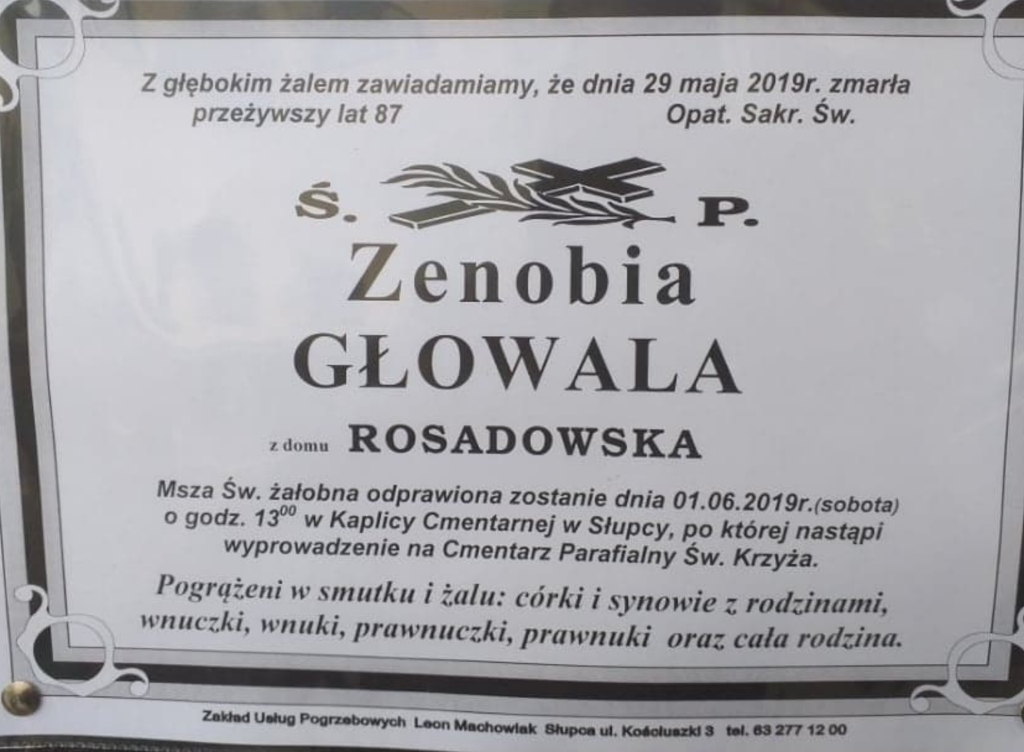 Z głębokim żalem zawiadamiamy, że dnia 29 maja 2019r. zmarła
przeżywszy lat 87 Opat. Sakr. Św.
Ś. P.
Zenobia
GŁOWALA
z domu ROSADOWSKA
Msza Św. żałobna odprawiona zostanie dnia 01.06.2019r.(sobota)
o godz. 13⁰⁰ w Kaplicy Cmentarnej w Słupcy, po której nastąpi
wyprowadzenie na Cmentarz Parafialny Św. Krzyża.
Pogrążeni w smutku i żalu: córki i synowie z rodzinami,
wnuczki, wnuki, prawnuczki, prawnuki oraz cała rodzina.
Zakład Usług Pogrzebowych Leon Machowiak Słupca ul. Kościuszki 3 tel. 63 277 12 00